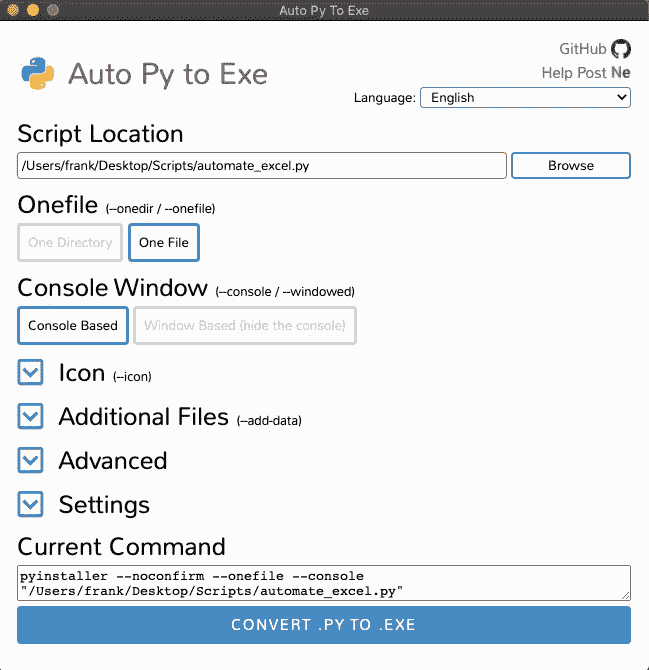 Auto Py To Exe
GitHub
Auto Py to Exe
Help Post Ne
Language: English
Script Location
/Users/frank/Desktop/Scripts/automate_excel.py Browse
Onefile (--onedir / --onefile)
One Directory One File
Console Window (--console / --windowed)
Console Based Window Based (hide the console)
Icon (--icon)
Additional Files (--add-data)
Advanced
Settings
Current Command
pyinstaller --noconfirm --onefile --console
"/Users/frank/Desktop/Scripts/automate_excel.py"
CONVERT .PY TO .EXE